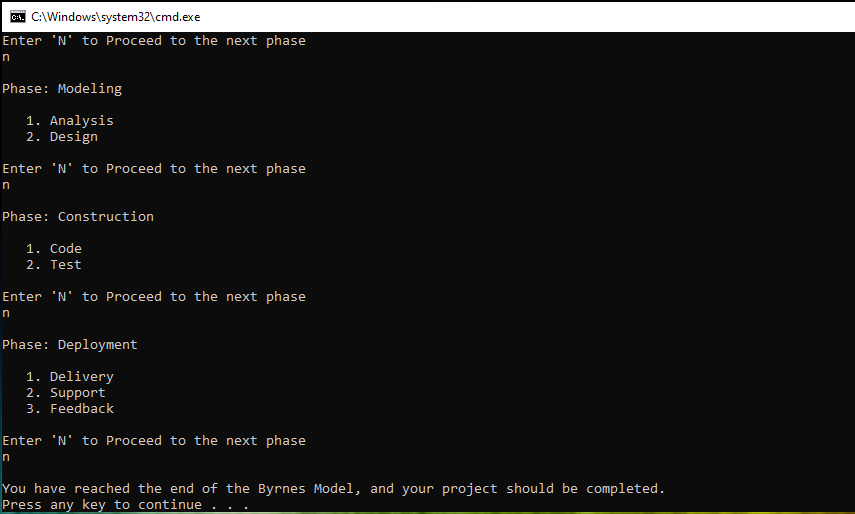 C:\Windows\system32\cmd.exe
Enter 'N' to Proceed to the next phase
n
Phase: Modeling
1. Analysis
2. Design
Enter 'N' to Proceed to the next phase
n
Phase: Construction
1. Code
2. Test
Enter 'N' to Proceed to the next phase
n
Phase: Deployment
1. Delivery
2. Support
3. Feedback
Enter 'N' to Proceed to the next phase
n
You have reached the end of the Byrnes Model, and your project should be completed.
Press any key to continue . . .